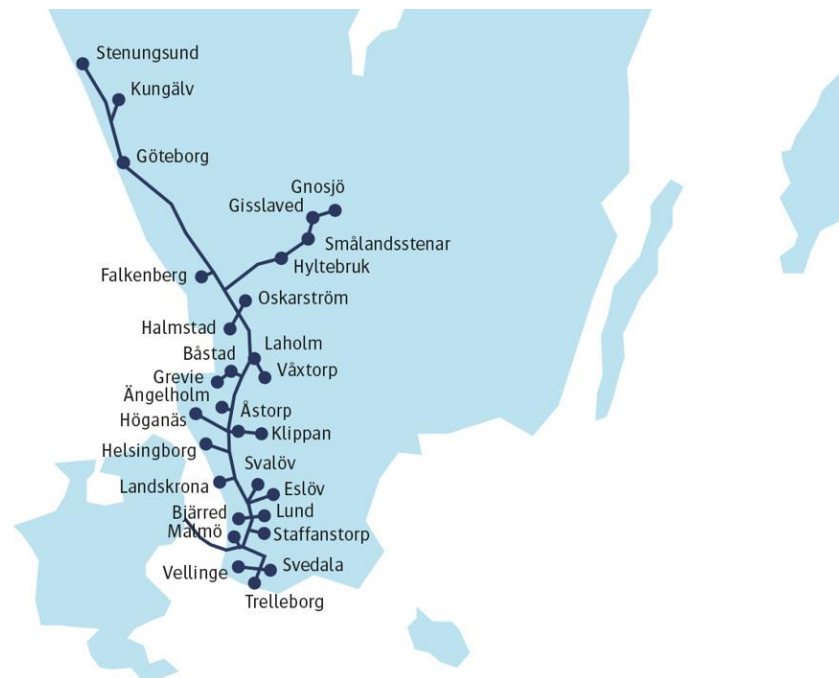 Stenungsund
Kungälv
Göteborg
Gnosjö
Gisslaved
Smålandsstenar
Hyltebruk
Falkenberg
Oskarström
Halmstad
Laholm
Båstad
Våxtorp
Grevie
Ängelholm
Åstorp
Höganäs
Klippan
Helsingborg
Svalöv
Landskrona
Eslöv
Bjärred
Lund
Malmö
Staffanstorp
Vellinge
Svedala
Trelleborg